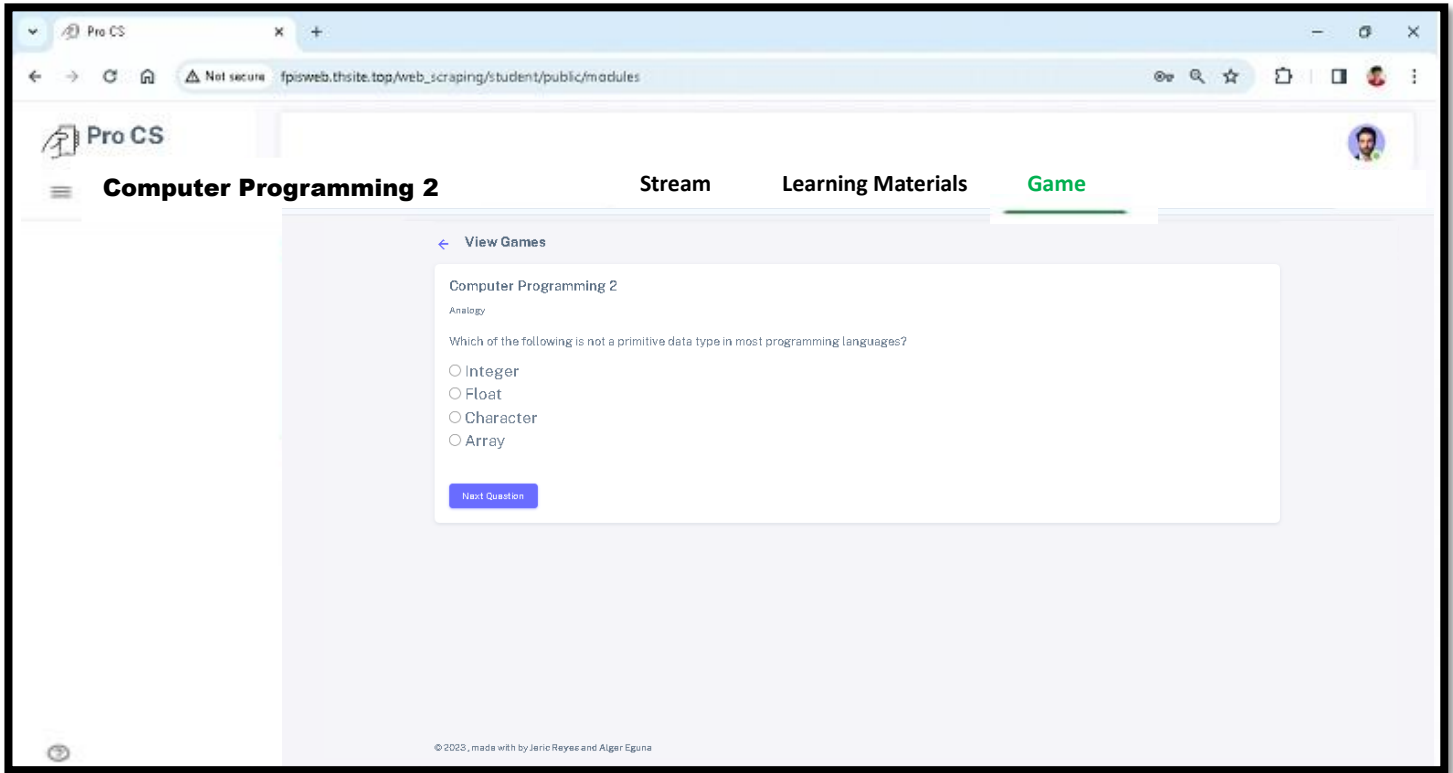 Pro CS
Not secure fpisweb.thsite.top/web_scraping/student/public/modules
Pro CS
Computer Programming 2 Stream Learning Materials Game
View Games
Computer Programming 2
Analogy
Which of the following is not a primitive data type in most programming languages?
Integer
Float
Character
Array
Next Question
© 2023 , made with by Jeric Reyes and Alger Eguna